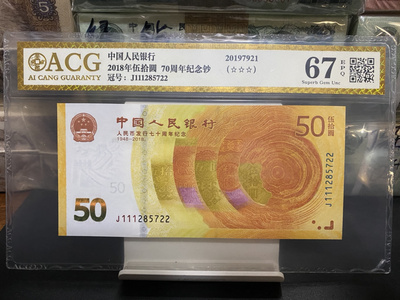 ACG
AI CANG GUARANTY
中国人民银行
2018年伍拾圆 70周年纪念钞
冠号: J111285722
20197921
(☆☆☆)
67
EPQ
Superb Gem Unc
中国人民银行
人民币发行七十周年纪念
1948-2018
50
伍拾圆
J111285722
50
J111285722